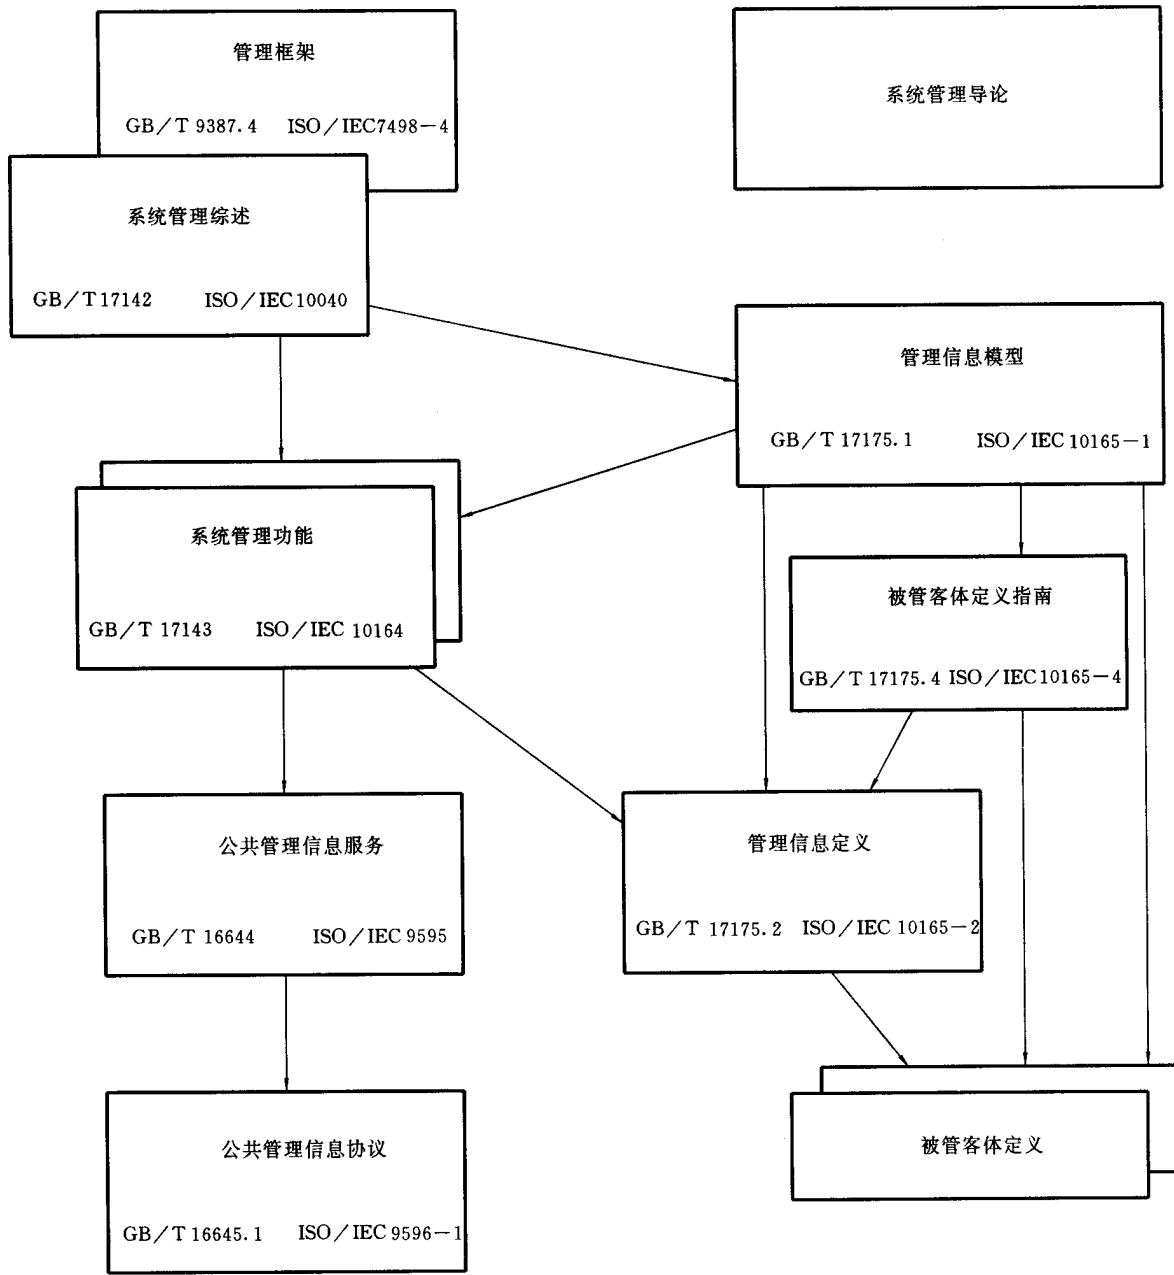 管理框架
GB/T 9387.4 ISO/IEC7498-4
系统管理导论
系统管理综述
GB/T17142 ISO/IEC10040
管理信息模型
GB/T 17175.1 ISO/IEC 10165-1
系统管理功能
GB/T 17143 ISO/IEC 10164
被管客体定义指南
GB/T 17175.4 ISO/IEC10165-4
公共管理信息服务
GB/T 16644 ISO/IEC 9595
管理信息定义
GB/T 17175.2 ISO/IEC 10165-2
公共管理信息协议
GB/T 16645.1 ISO/IEC 9596-1
被管客体定义